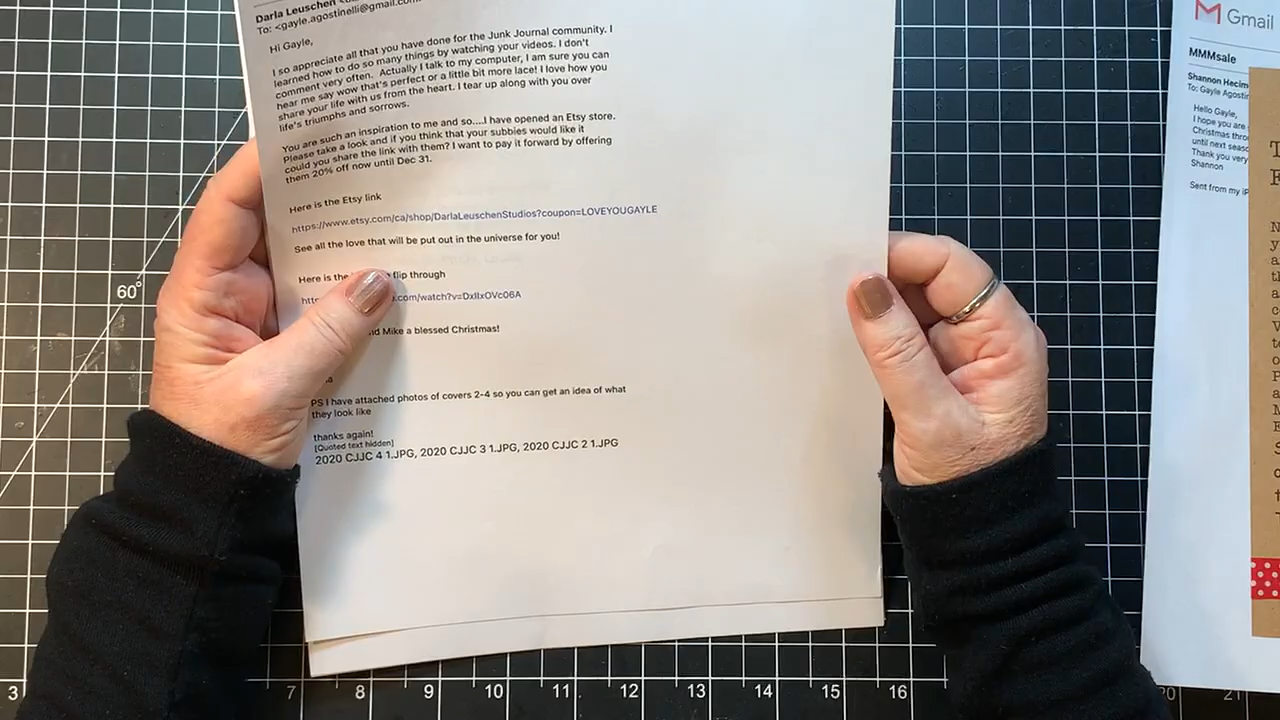 Darla Leuschen
To: <gayle.agostinelli@gmail.com
Hi Gayle,
I so appreciate all that you have done for the Junk Journal community. I
learned how to do so many things by watching your videos. I don't
comment very often. Actually I talk to my computer, I am sure you can
hear me say wow that's perfect or a little bit more lace! I love how you
share your life with us from the heart. I tear up along with you over
life's triumphs and sorrows.
You are such an inspiration to me and so....I have opened an Etsy store.
Please take a look and if you think that your subbies would like it
could you share the link with them? I want to pay it forward by offering
them 20% off now until Dec 31.
Here is the Etsy link
https://www.etsy.com/ca/shop/DarlaLeuschenStudios?coupon=LOVEYOUGAYLE
See all the love that will be put out in the universe for you!
Here is the flip through
.com/watch?v=DxIlxOVc06A
nd Mike a blessed Christmas!
PS I have attached photos of covers 2-4 so you can get an idea of what
they look like
thanks again!
[Quoted text hidden]
2020 CJJC 4 1.JPG, 2020 CJJC 3 1.JPG, 2020 CJJC 2 1.JPG
Gmail
MMMsale
Shannon Hecim
To: Gayle Agostin
Hello Gayle,
I hope you are
Christmas thro
until next seas
Thank you very
Shannon
Sent from my iP
60°
3
7 8 9 10 11 12 13 14 15 16
20 21